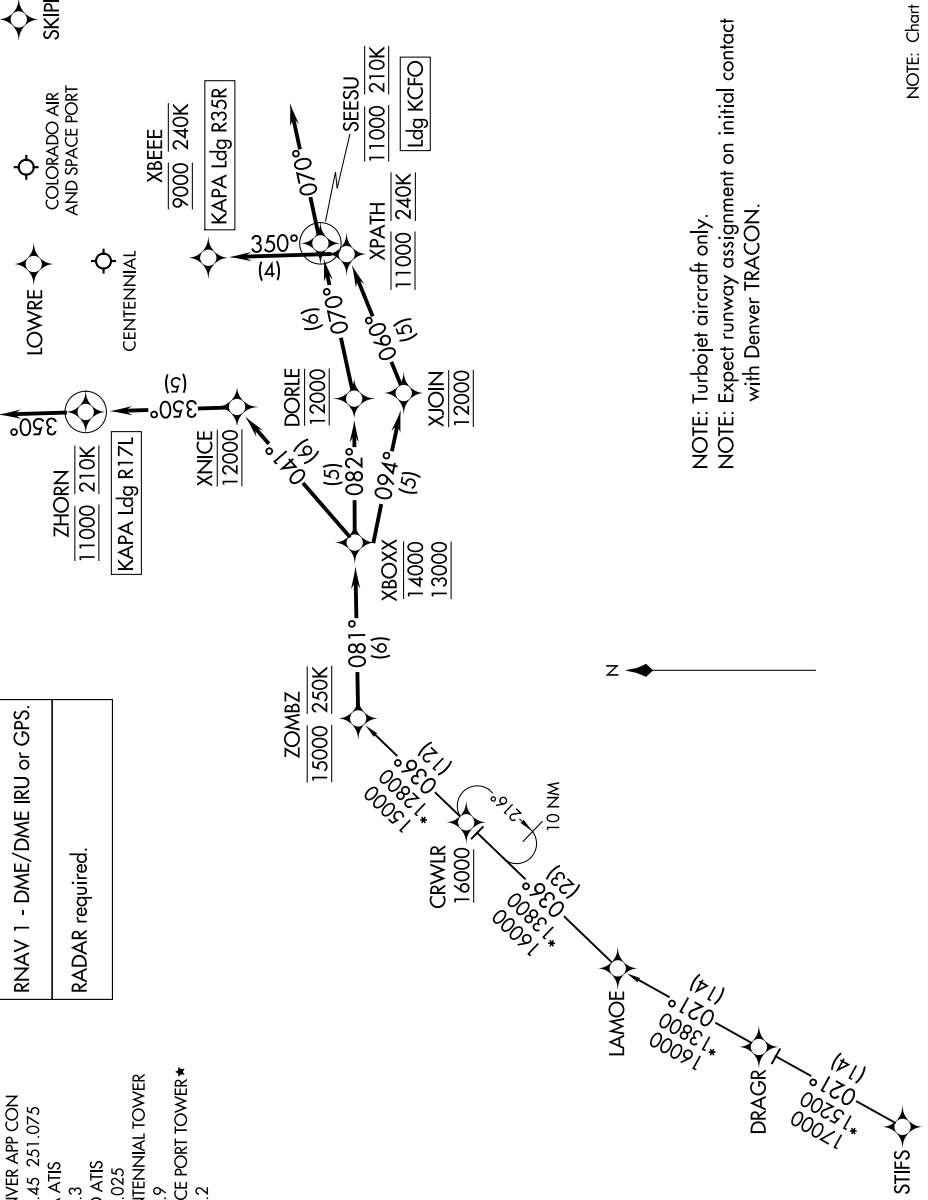 RNAV 1 - DME/DME IRU or GPS.
RADAR required.
NVER APP CON
.45 251.075
ATIS
.3
ATIS
.025
NTENNIAL TOWER
.9
CE PORT TOWER★
.2
LOWRE
CENTENNIAL
COLORADO AIR
AND SPACE PORT
ZHORN
11000 210K
KAPA Ldg R17L
350°
350°
(5)
XNICE
12000
041°
(6)
XBEEE
9000 240K
KAPA Ldg R35R
350°
(4)
070°
SEESU
11000 210K
Ldg KCFO
XPATH
11000 240K
DORLE
12000
070°
(6)
082°
(5)
094°
(5)
060°
(5)
XJOIN
12000
XBOXX
14000
13000
081°
(6)
ZOMBZ
15000 250K
15000
*12800
036°
(12)
CRWLR
16000
216°
10 NM
16000
*13800
036°
(23)
LAMOE
16000
*13800
021°
(14)
DRAGR
17000
*15200
021°
(14)
STIFS
N
NOTE: Turbojet aircraft only.
NOTE: Expect runway assignment on initial contact
with Denver TRACON.
NOTE: Chart